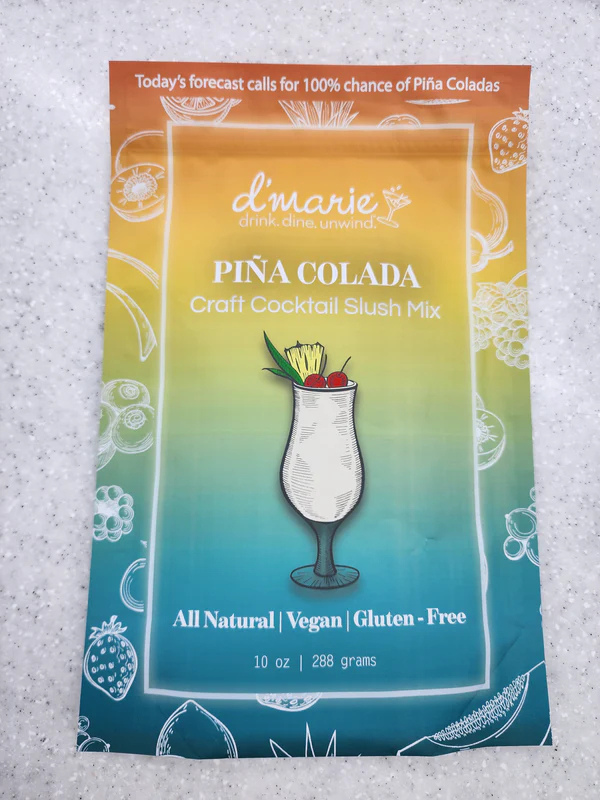 Today's forecast calls for 100% chance of Piña Coladas
d'marie
drink. dine. unwind.
PIÑA COLADA
Craft Cocktail Slush Mix
All Natural | Vegan | Gluten - Free
10 oz | 288 grams